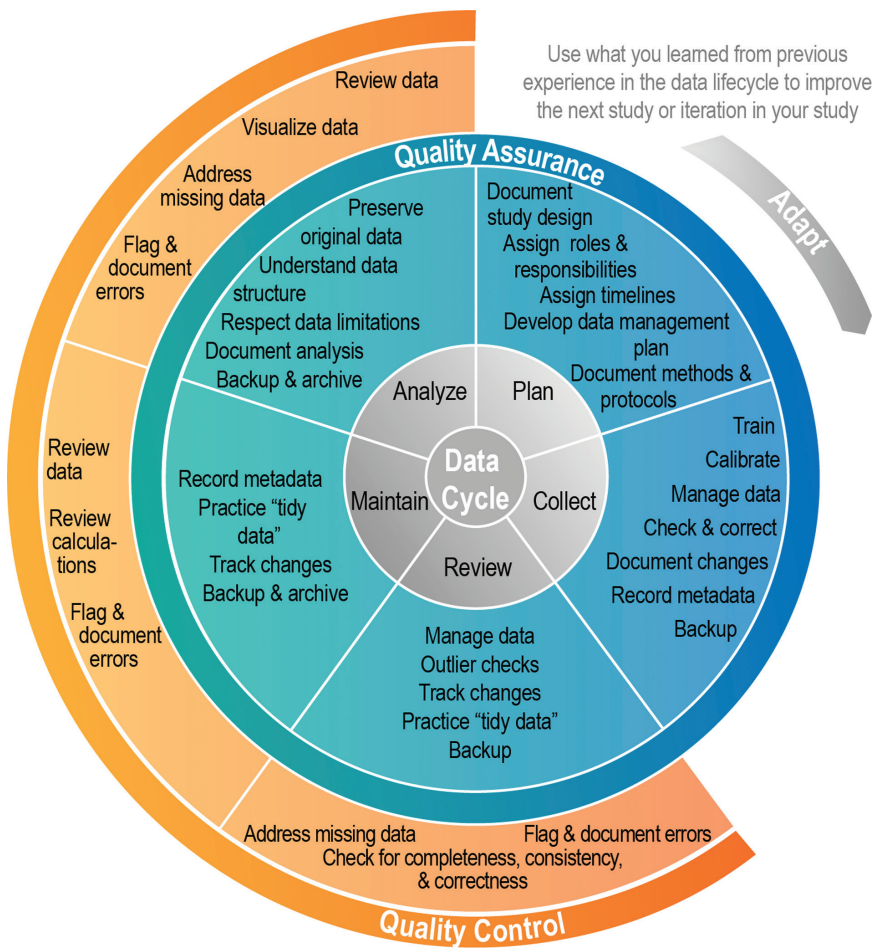 Use what you learned from previous
experience in the data lifecycle to improve
the next study or iteration in your study
Adapt
Quality Assurance
Data
Cycle
Plan
Document
study design
Assign roles &
responsibilities
Assign timelines
Develop data management
plan
Document methods &
protocols
Collect
Train
Calibrate
Manage data
Check & correct
Document changes
Record metadata
Backup
Review
Manage data
Outlier checks
Track changes
Practice “tidy data”
Backup
Maintain
Record metadata
Practice “tidy
data”
Track changes
Backup & archive
Analyze
Preserve
original data
Understand data
structure
Respect data limitations
Document analysis
Backup & archive
Quality Control
Address missing data
Flag & document errors
Check for completeness, consistency,
& correctness
Review
data
Review
calcula-
tions
Flag &
document
errors
Review data
Visualize data
Address
missing data
Flag &
document
errors